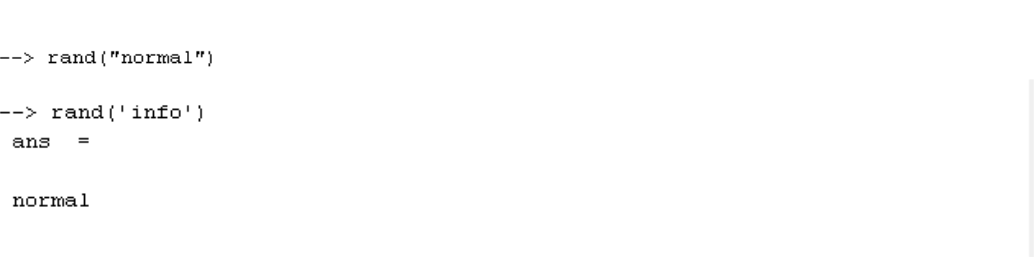 --> rand("normal")
--> rand('info')
ans =
normal